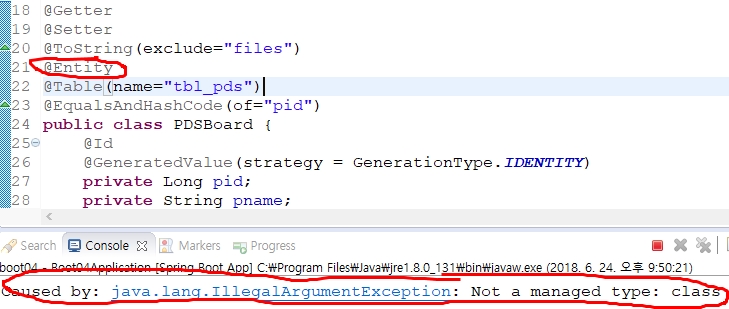 18 @Getter
19 @Setter
20 @ToString(exclude="files")
21 @Entity
22 @Table(name="tbl_pds")
23 @EqualsAndHashCode(of="pid")
24 public class PDSBoard {
25 @Id
26 @GeneratedValue(strategy = GenerationType.IDENTITY)
27 private Long pid;
28 private String pname;
Search Console Markers Progress
boot04 - Boot04Application [Spring Boot App] C:₩Program Files₩Java₩jre1.8.0_131₩bin₩javaw.exe (2018. 6. 24. 오후 9:50:21)
Caused by: java.lang.IllegalArgumentException: Not a managed type: class